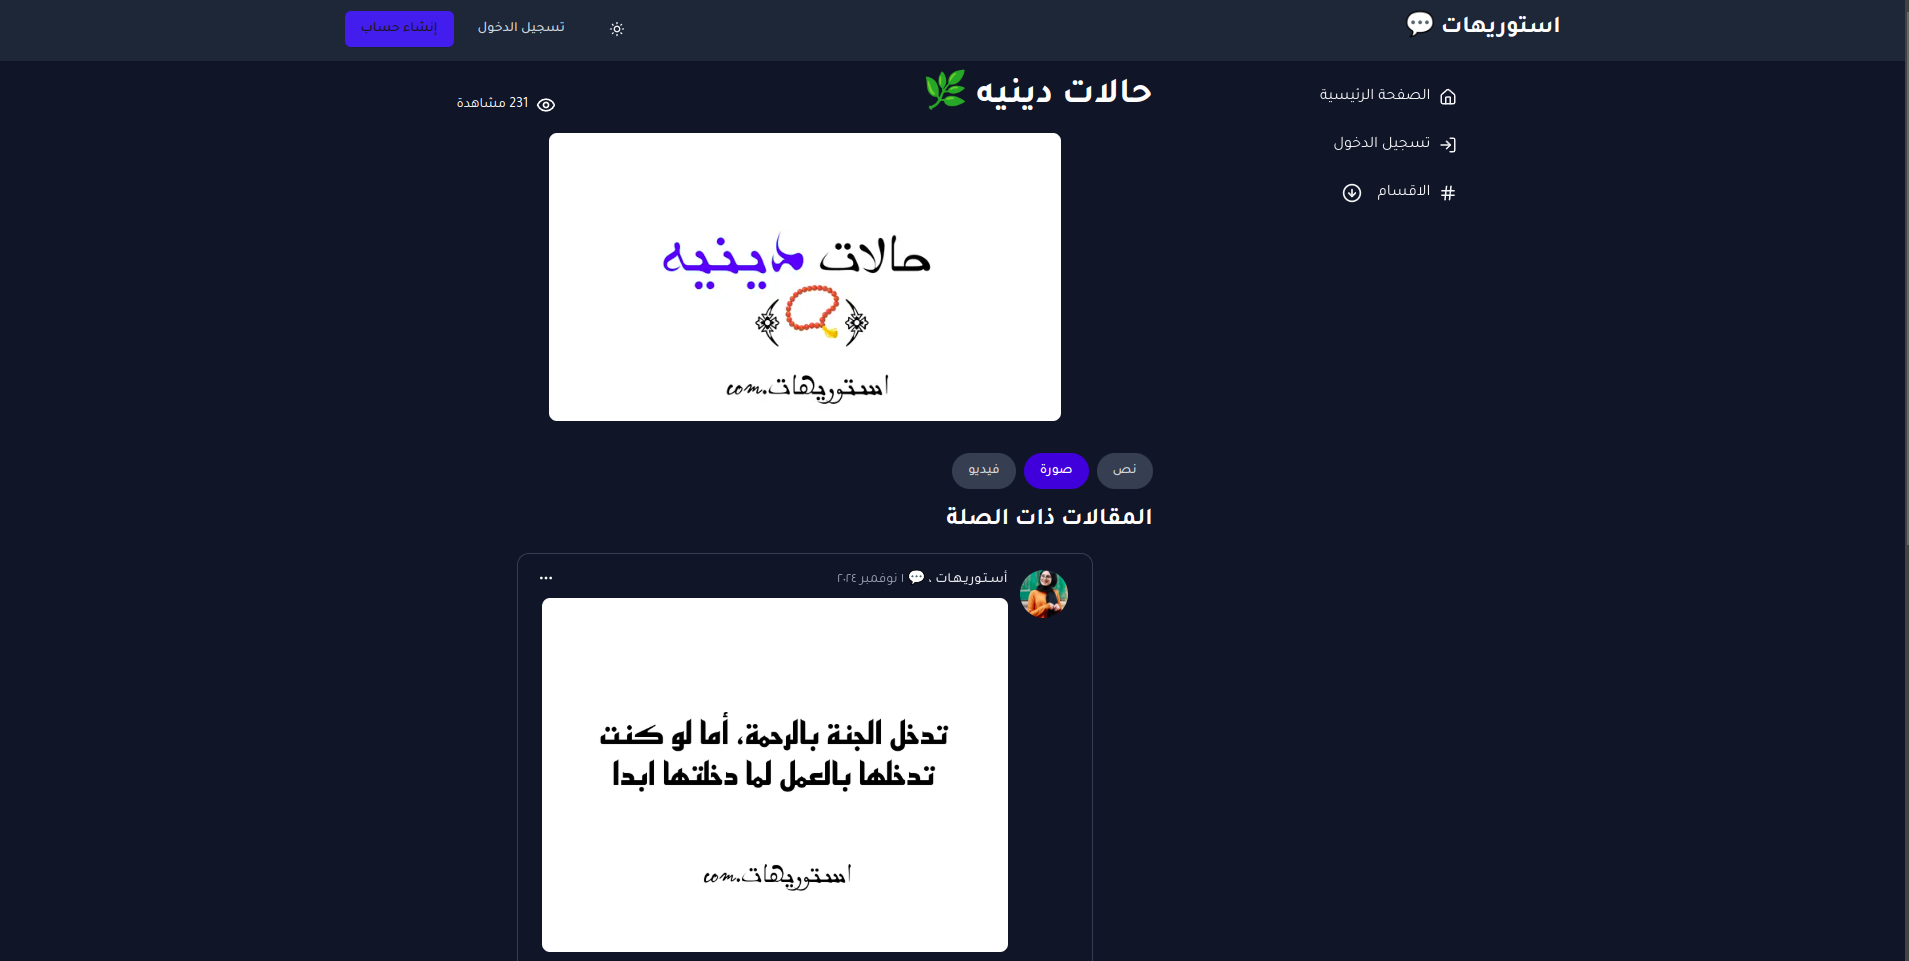 استوريهات 💬
تسجيل الدخول
إنشاء حساب
الصفحة الرئيسية
تسجيل الدخول
الاقسام
حالات دينيه 🌿
231 مشاهدة
حالات دينيه
استوريهات.com
نص
صورة
فيديو
المقالات ذات الصلة
أستوريهات ، 💬 ١ نوفمبر ٢٠٢٤
تدخل الجنة بالرحمة، أما لو كنت
تدخلها بالعمل لما دخلتها ابدا
استوريهات.com